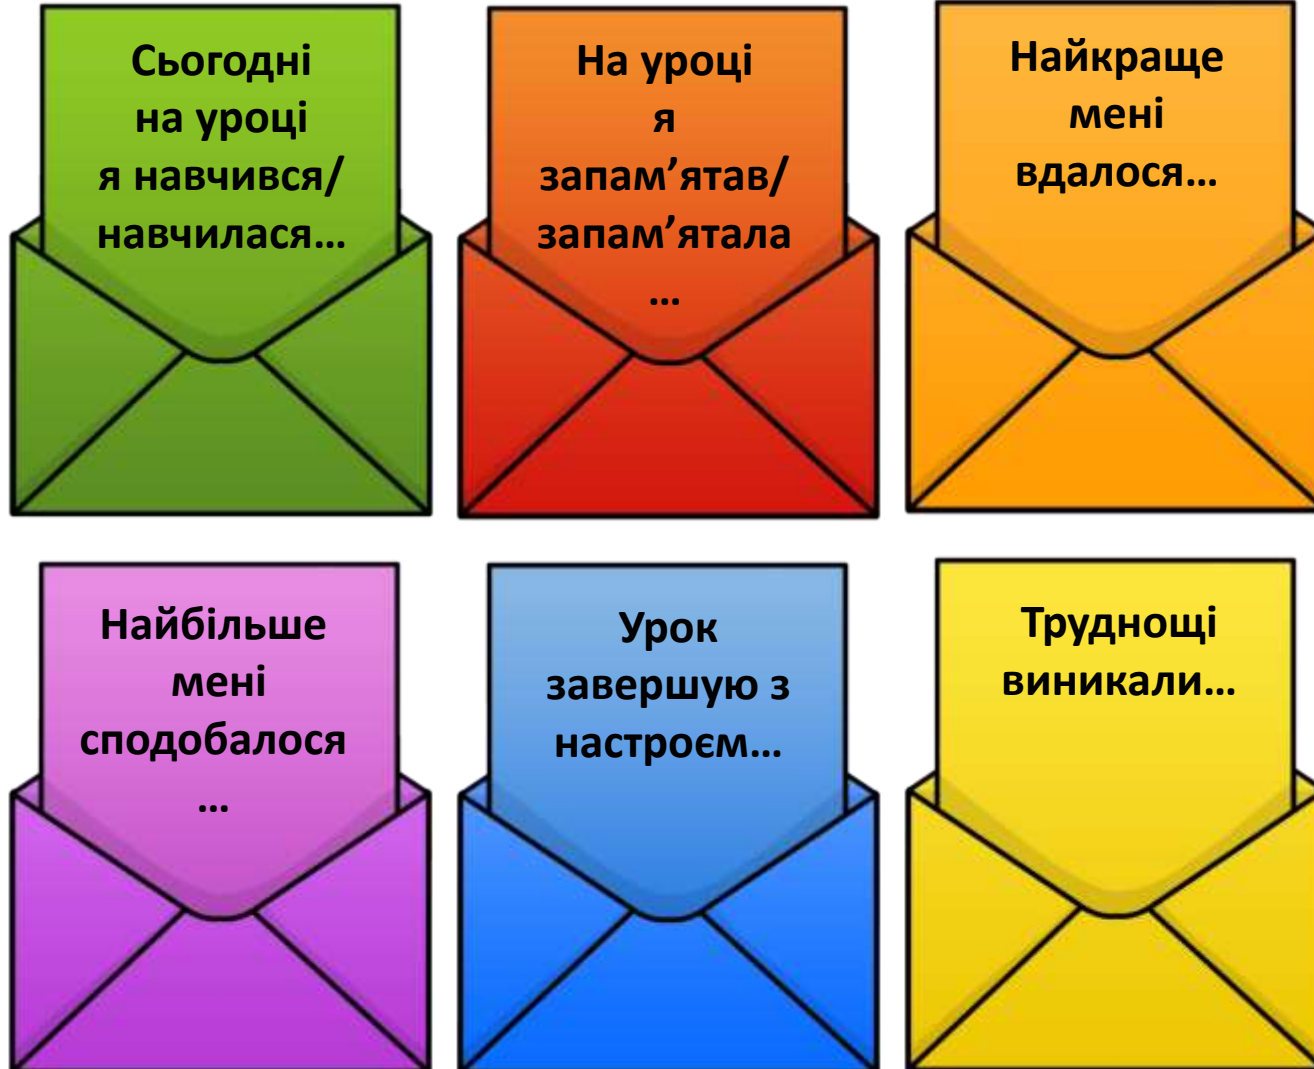 Сьогодні
на уроці
я навчився/
навчилася…
На уроці
я
запам’ятав/
запам’ятала
…
Найкраще
мені
вдалося…
Найбільше
мені
сподобалося
…
Урок
завершую з
настроєм…
Труднощі
виникали…